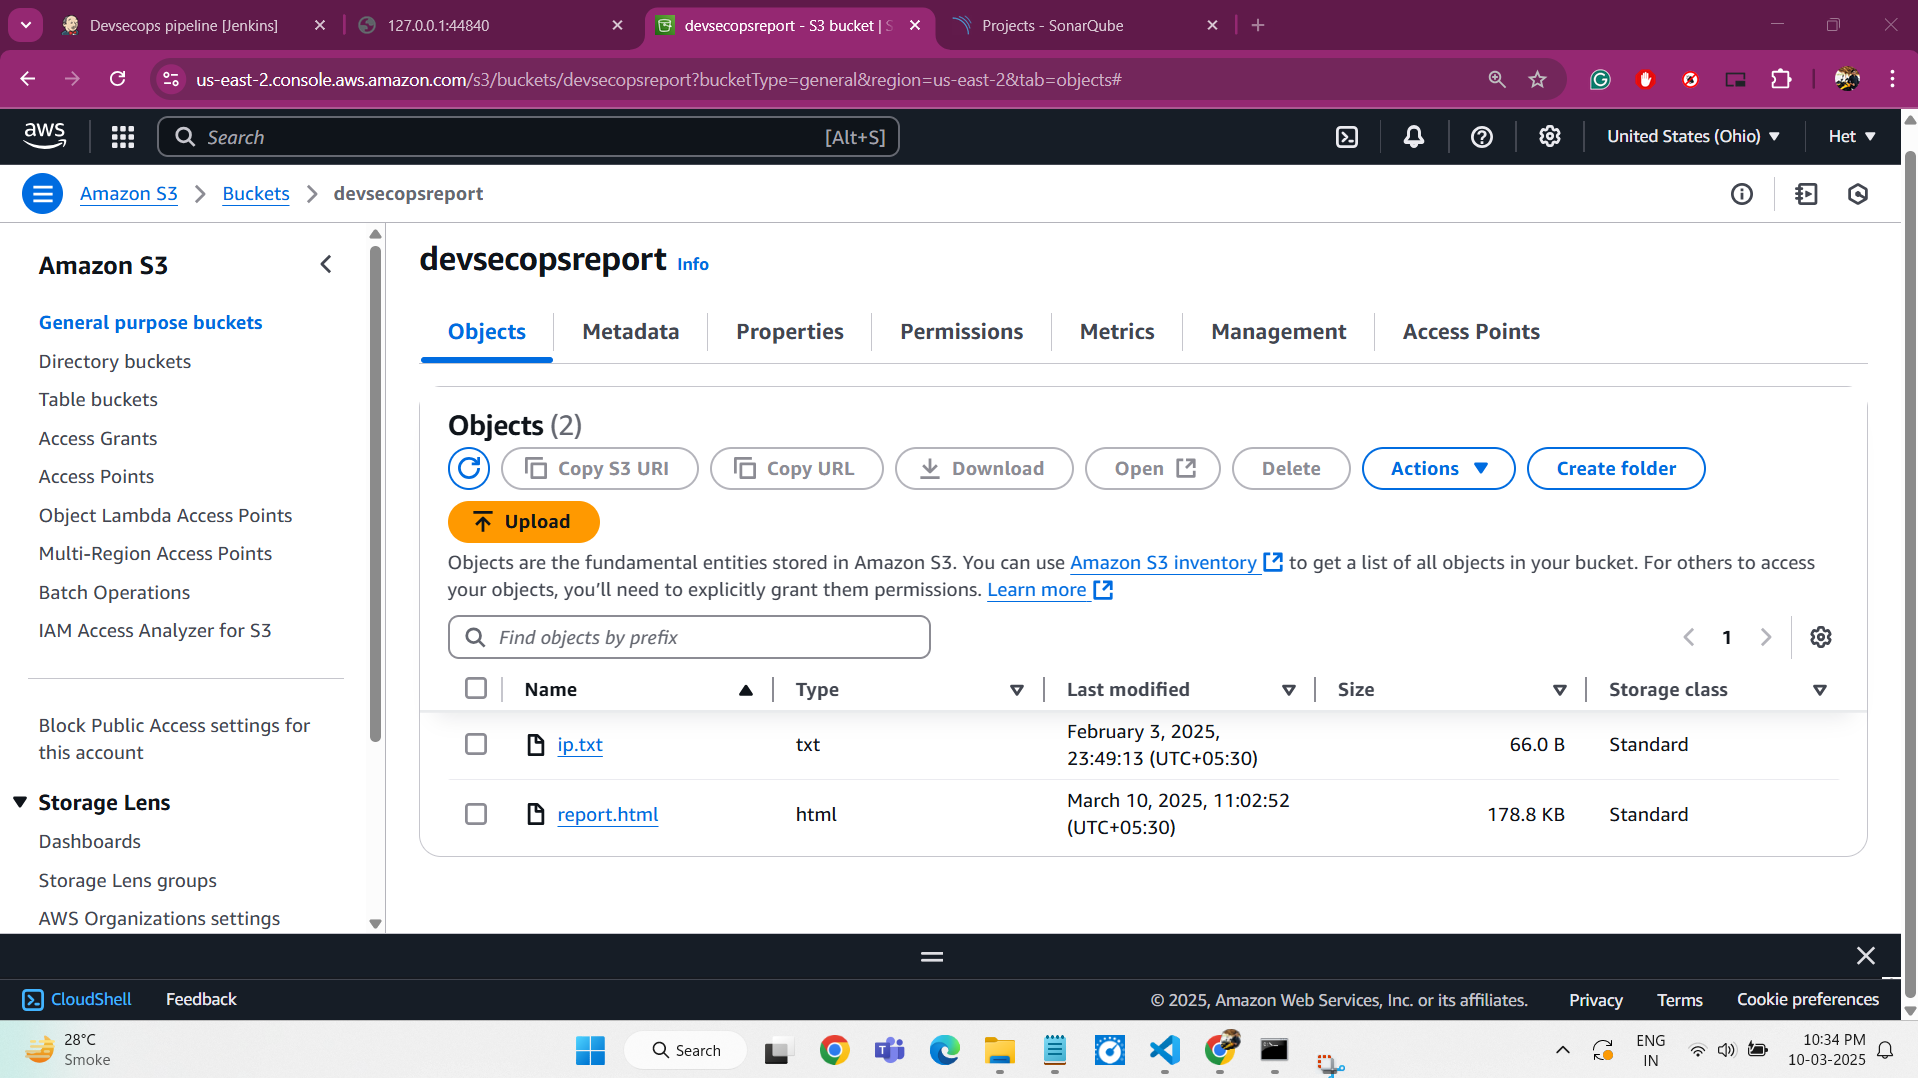 Devsecops pipeline [Jenkins]
127.0.0.1:44840
devsecopsreport - S3 bucket | S
Projects - SonarQube
us-east-2.console.aws.amazon.com/s3/buckets/devsecopsreport?bucketType=general&region=us-east-2&tab=objects#
aws
Search
[Alt+S]
United States (Ohio)
Het
Amazon S3
Buckets
devsecopsreport
Amazon S3
General purpose buckets
Directory buckets
Table buckets
Access Grants
Access Points
Object Lambda Access Points
Multi-Region Access Points
Batch Operations
IAM Access Analyzer for S3
Block Public Access settings for
this account
Storage Lens
Dashboards
Storage Lens groups
AWS Organizations settings
devsecopsreport Info
Objects
Metadata
Properties
Permissions
Metrics
Management
Access Points
Objects (2)
Copy S3 URI
Copy URL
Download
Open
Delete
Actions
Create folder
Upload
Objects are the fundamental entities stored in Amazon S3. You can use Amazon S3 inventory to get a list of all objects in your bucket. For others to access
your objects, you’ll need to explicitly grant them permissions. Learn more
Find objects by prefix
1
Name
Type
Last modified
Size
Storage class
ip.txt
txt
February 3, 2025,
23:49:13 (UTC+05:30)
66.0 B
Standard
report.html
html
March 10, 2025, 11:02:52
(UTC+05:30)
178.8 KB
Standard
CloudShell
Feedback
© 2025, Amazon Web Services, Inc. or its affiliates.
Privacy
Terms
Cookie preferences
28°C
Smoke
Search
ENG
IN
10:34 PM
10-03-2025